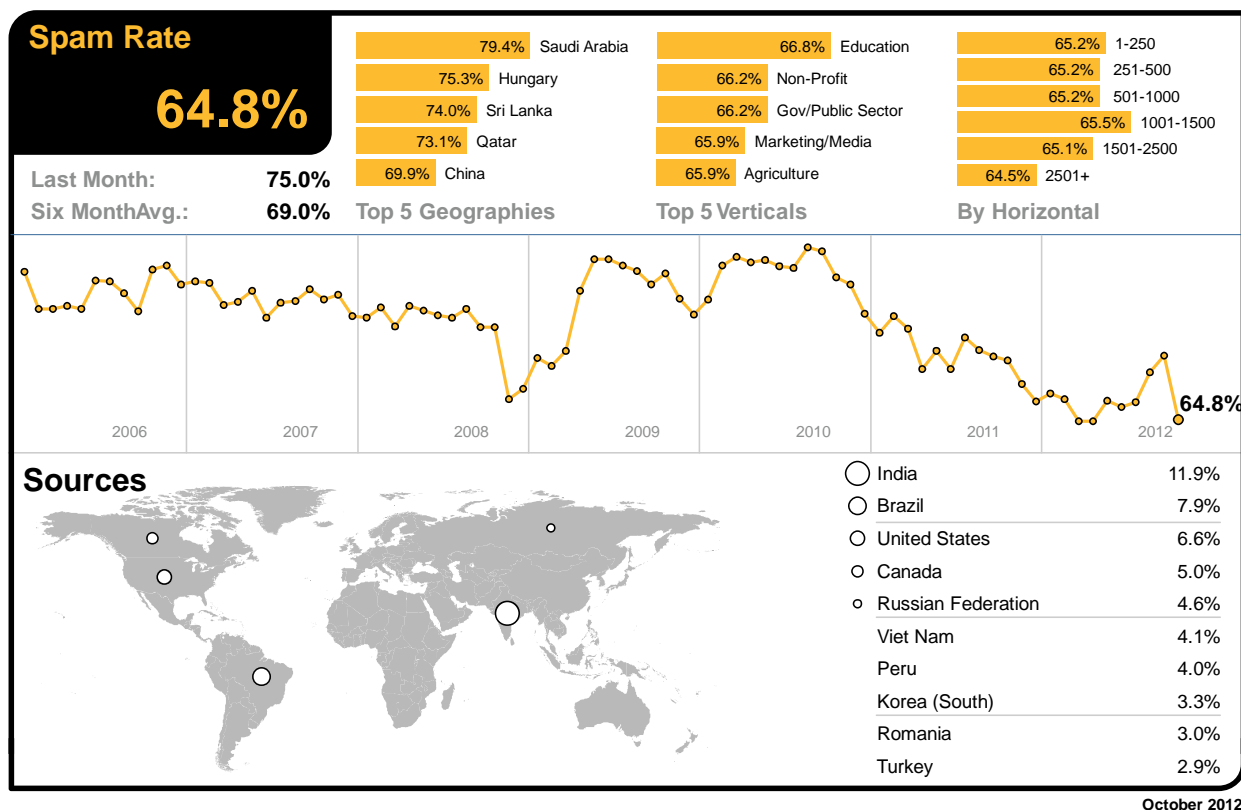 Spam Rate
64.8%
Last Month: 75.0%
Six MonthAvg.: 69.0%
79.4% Saudi Arabia
75.3% Hungary
74.0% Sri Lanka
73.1% Qatar
69.9% China
Top 5 Geographies
66.8% Education
66.2% Non-Profit
66.2% Gov/Public Sector
65.9% Marketing/Media
65.9% Agriculture
Top 5 Verticals
65.2% 1-250
65.2% 251-500
65.2% 501-1000
65.5% 1001-1500
65.1% 1501-2500
64.5% 2501+
By Horizontal
64.8%
2006 2007 2008 2009 2010 2011 2012
Sources
India 11.9%
Brazil 7.9%
United States 6.6%
Canada 5.0%
Russian Federation 4.6%
Viet Nam 4.1%
Peru 4.0%
Korea (South) 3.3%
Romania 3.0%
Turkey 2.9%
October 2012